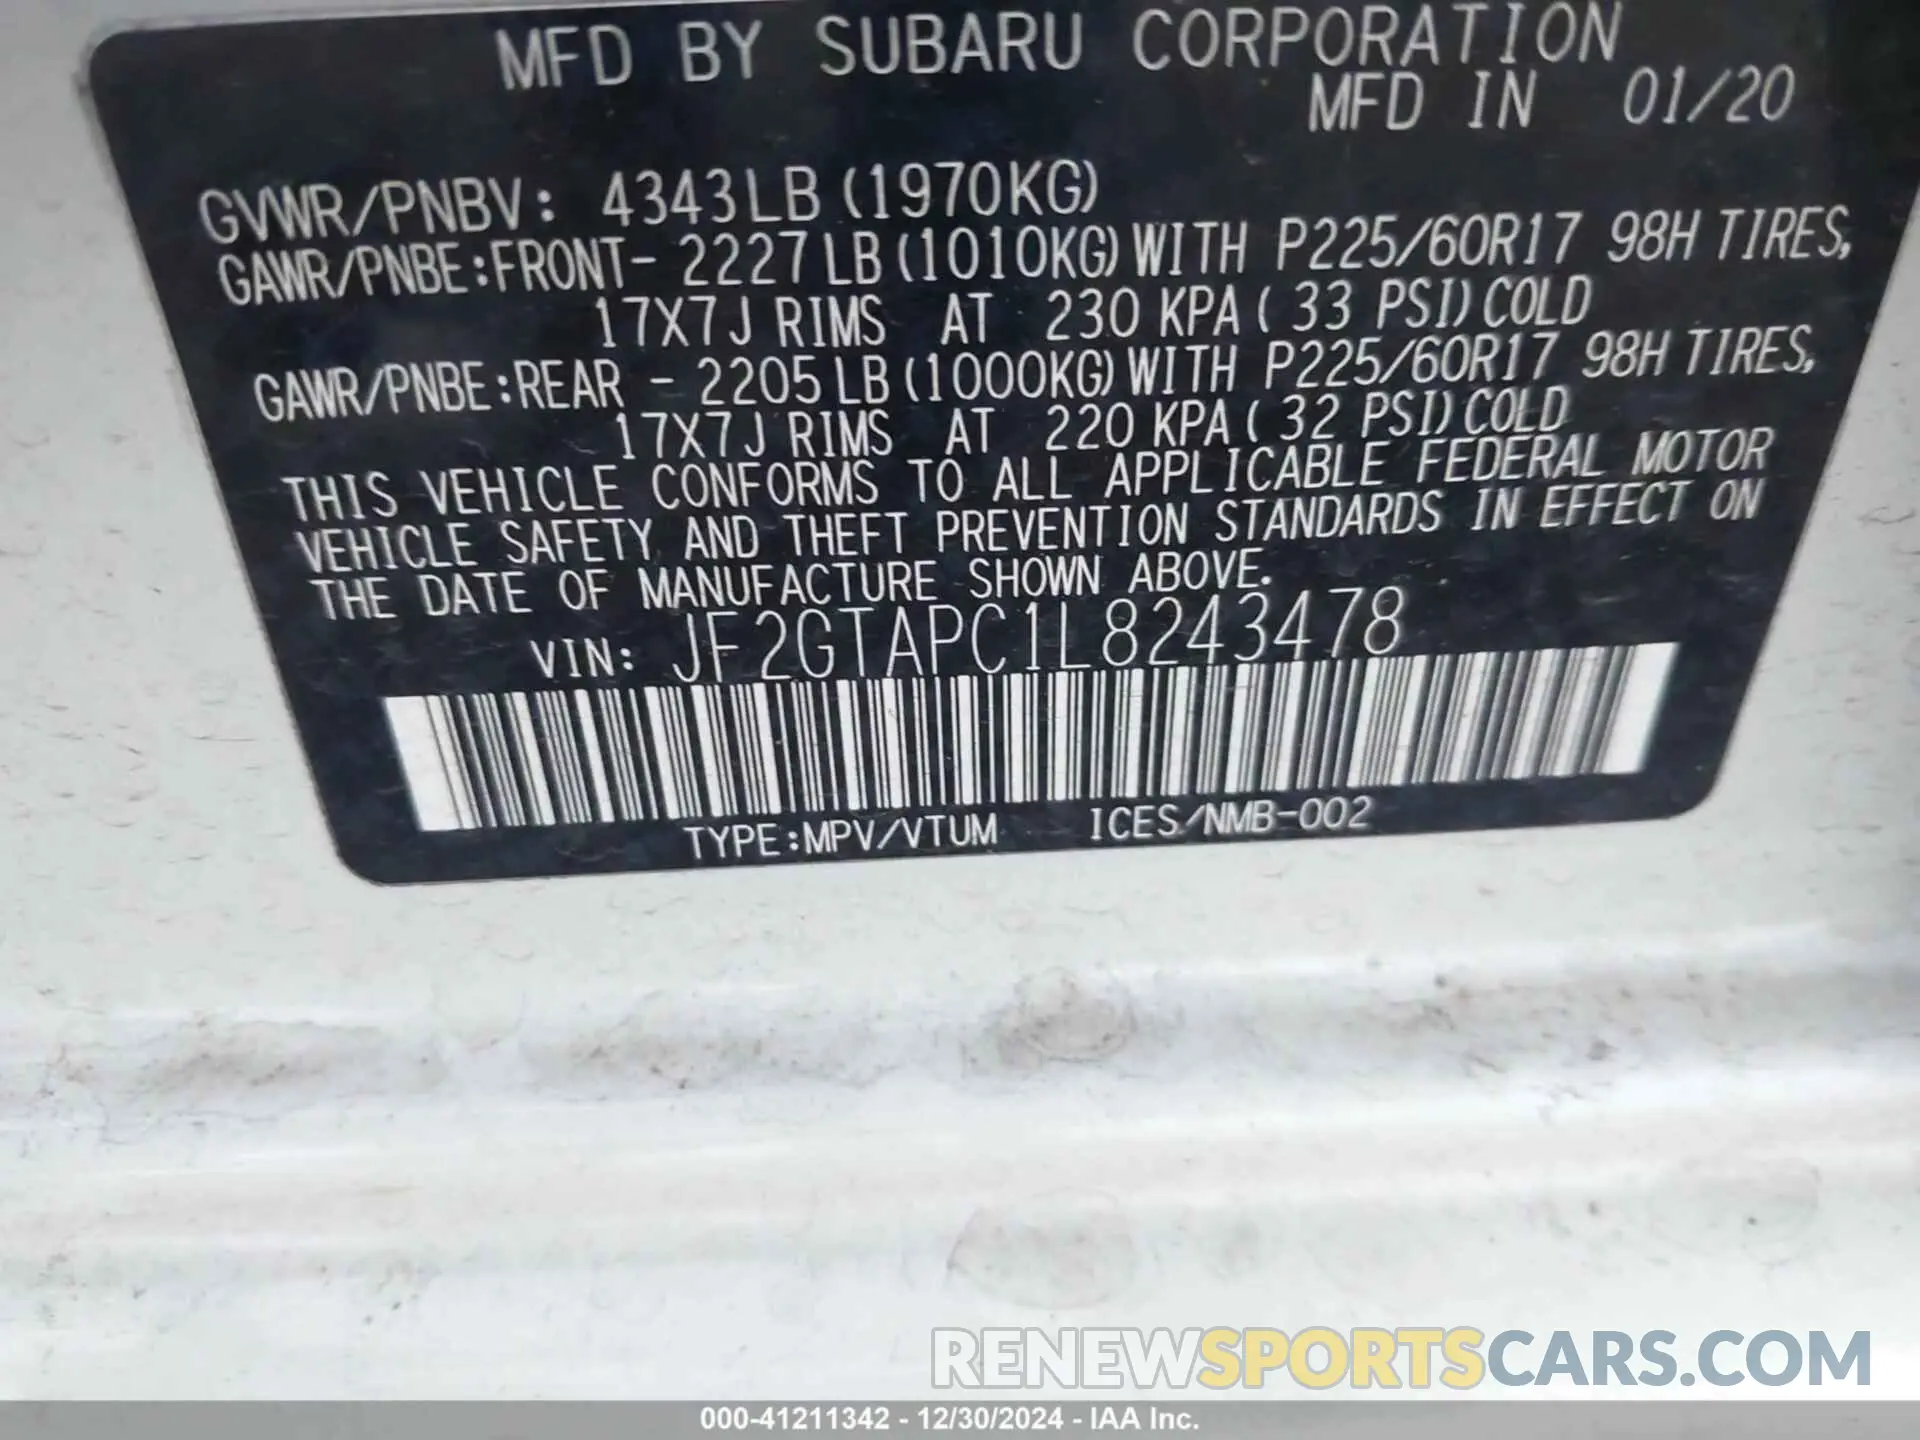 MFD BY SUBARU CORPORATION
MFD IN 01/20
GVWR/PNBV: 4343LB (1970KG)
GAWR/PNBE:FRONT- 2227LB (1010KG) WITH P225/60R17 98H TIRES,
17X7J RIMS AT 230 KPA ( 33 PSI) COLD
GAWR/PNBE:REAR - 2205LB (1000KG) WITH P225/60R17 98H TIRES,
17X7J RIMS AT 220 KPA ( 32 PSI) COLD
THIS VEHICLE CONFORMS TO ALL APPLICABLE FEDERAL MOTOR
VEHICLE SAFETY AND THEFT PREVENTION STANDARDS IN EFFECT ON
THE DATE OF MANUFACTURE SHOWN ABOVE.
VIN: JF2GTAPC1L8243478
TYPE:MPV/VTUM ICES/NMB-002
RENEWSPORTSCARS.COM
000-41211342 - 12/30/2024 - IAA Inc.